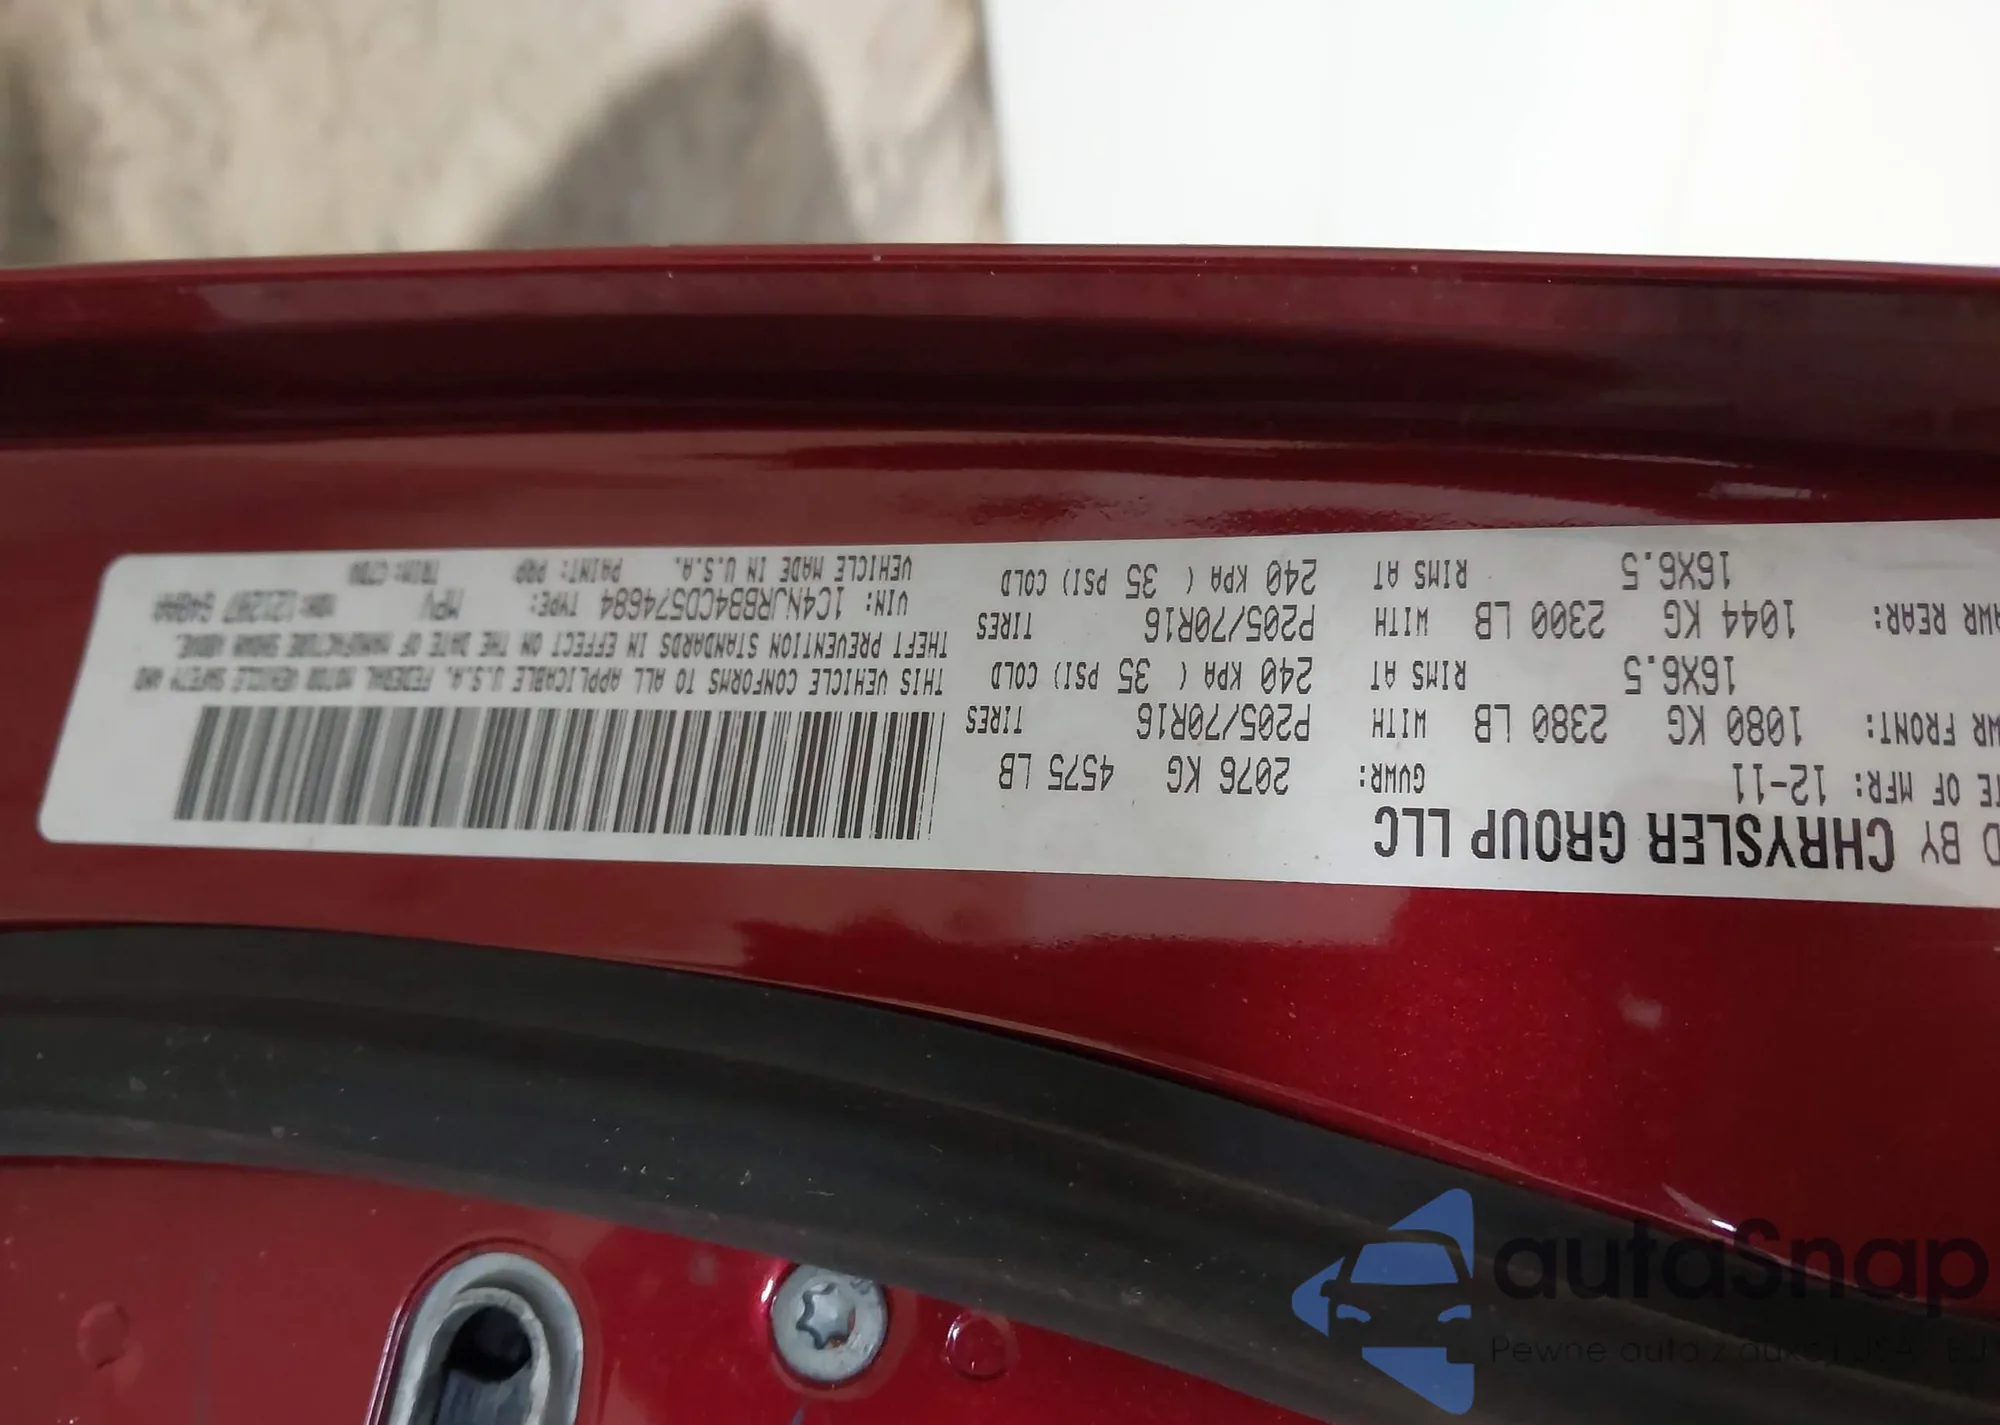 D BY CHRYSLER GROUP LLC
TE OF MFR: 12-11 GVWR: 2076 KG 4575 LB
WR FRONT: 1080 KG 2380 LB WITH P205/70R16 TIRES
16X6.5 RIMS AT 240 KPA ( 35 PSI) COLD
AWR REAR: 1044 KG 2300 LB WITH P205/70R16 TIRES
16X6.5 RIMS AT 240 KPA ( 35 PSI) COLD
THIS VEHICLE CONFORMS TO ALL APPLICABLE U.S.A. FEDERAL MOTOR VEHICLE SAFETY AND
THEFT PREVENTION STANDARDS IN EFFECT ON THE DATE OF MANUFACTURE SHOWN ABOVE.
VIN: 1C4NJRBB4CD574684 TYPE: MPV
VEHICLE MADE IN U.S.A. PAINT: PRP TRIM:
autaSnap
Pewne auta z